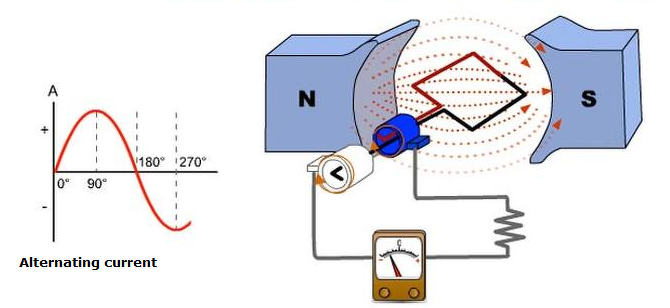 A
+
0°
90°
180°
270°
-
Alternating current
N
S
<
C
-
+